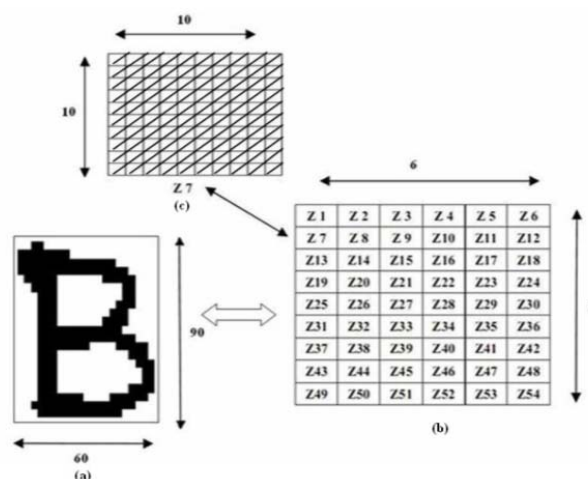 10
10
Z 7
(c)
6
Z 1 Z 2 Z 3 Z 4 Z 5 Z 6
Z 7 Z 8 Z 9 Z10 Z11 Z12
Z13 Z14 Z15 Z16 Z17 Z18
Z19 Z20 Z21 Z22 Z23 Z24
Z25 Z26 Z27 Z28 Z29 Z30
Z31 Z32 Z33 Z34 Z35 Z36
Z37 Z38 Z39 Z40 Z41 Z42
Z43 Z44 Z45 Z46 Z47 Z48
Z49 Z50 Z51 Z52 Z53 Z54
(b)
B
90
60
(a)